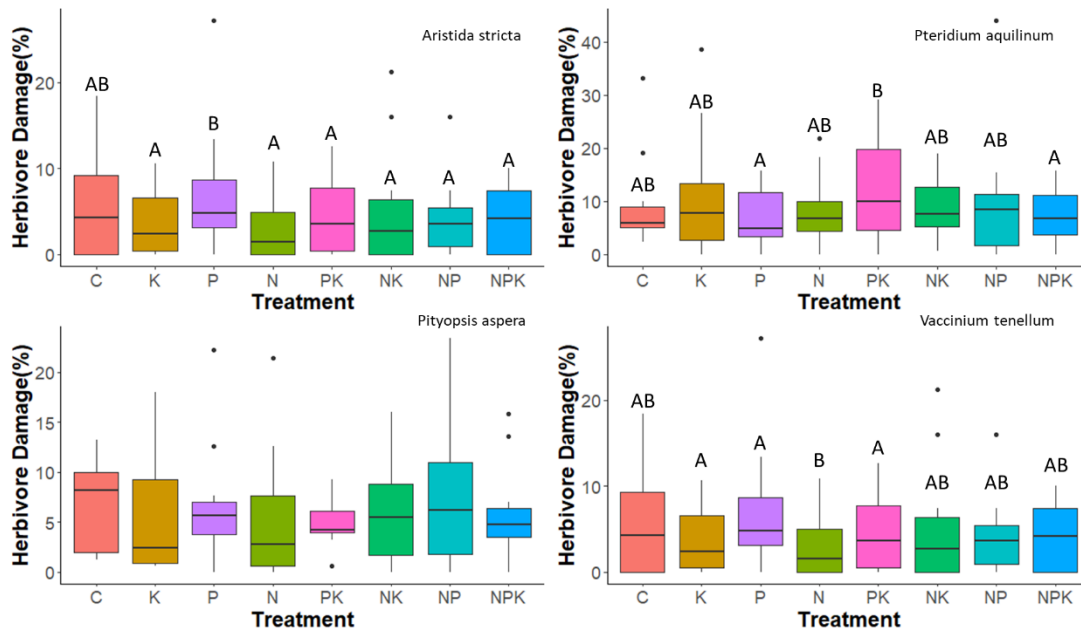 Herbivore Damage(%)
Aristida stricta
20
10
0
AB
A
B
A
A
A
A
A
C K P N PK NK NP NPK
Treatment
Herbivore Damage(%)
Pteridium aquilinum
40
30
20
10
0
AB
AB
A
AB
B
AB
AB
A
C K P N PK NK NP NPK
Treatment
Herbivore Damage(%)
Pityopsis aspera
20
15
10
5
0
C K P N PK NK NP NPK
Treatment
Herbivore Damage(%)
Vaccinium tenellum
20
10
0
AB
A
A
B
A
AB
AB
AB
C K P N PK NK NP NPK
Treatment